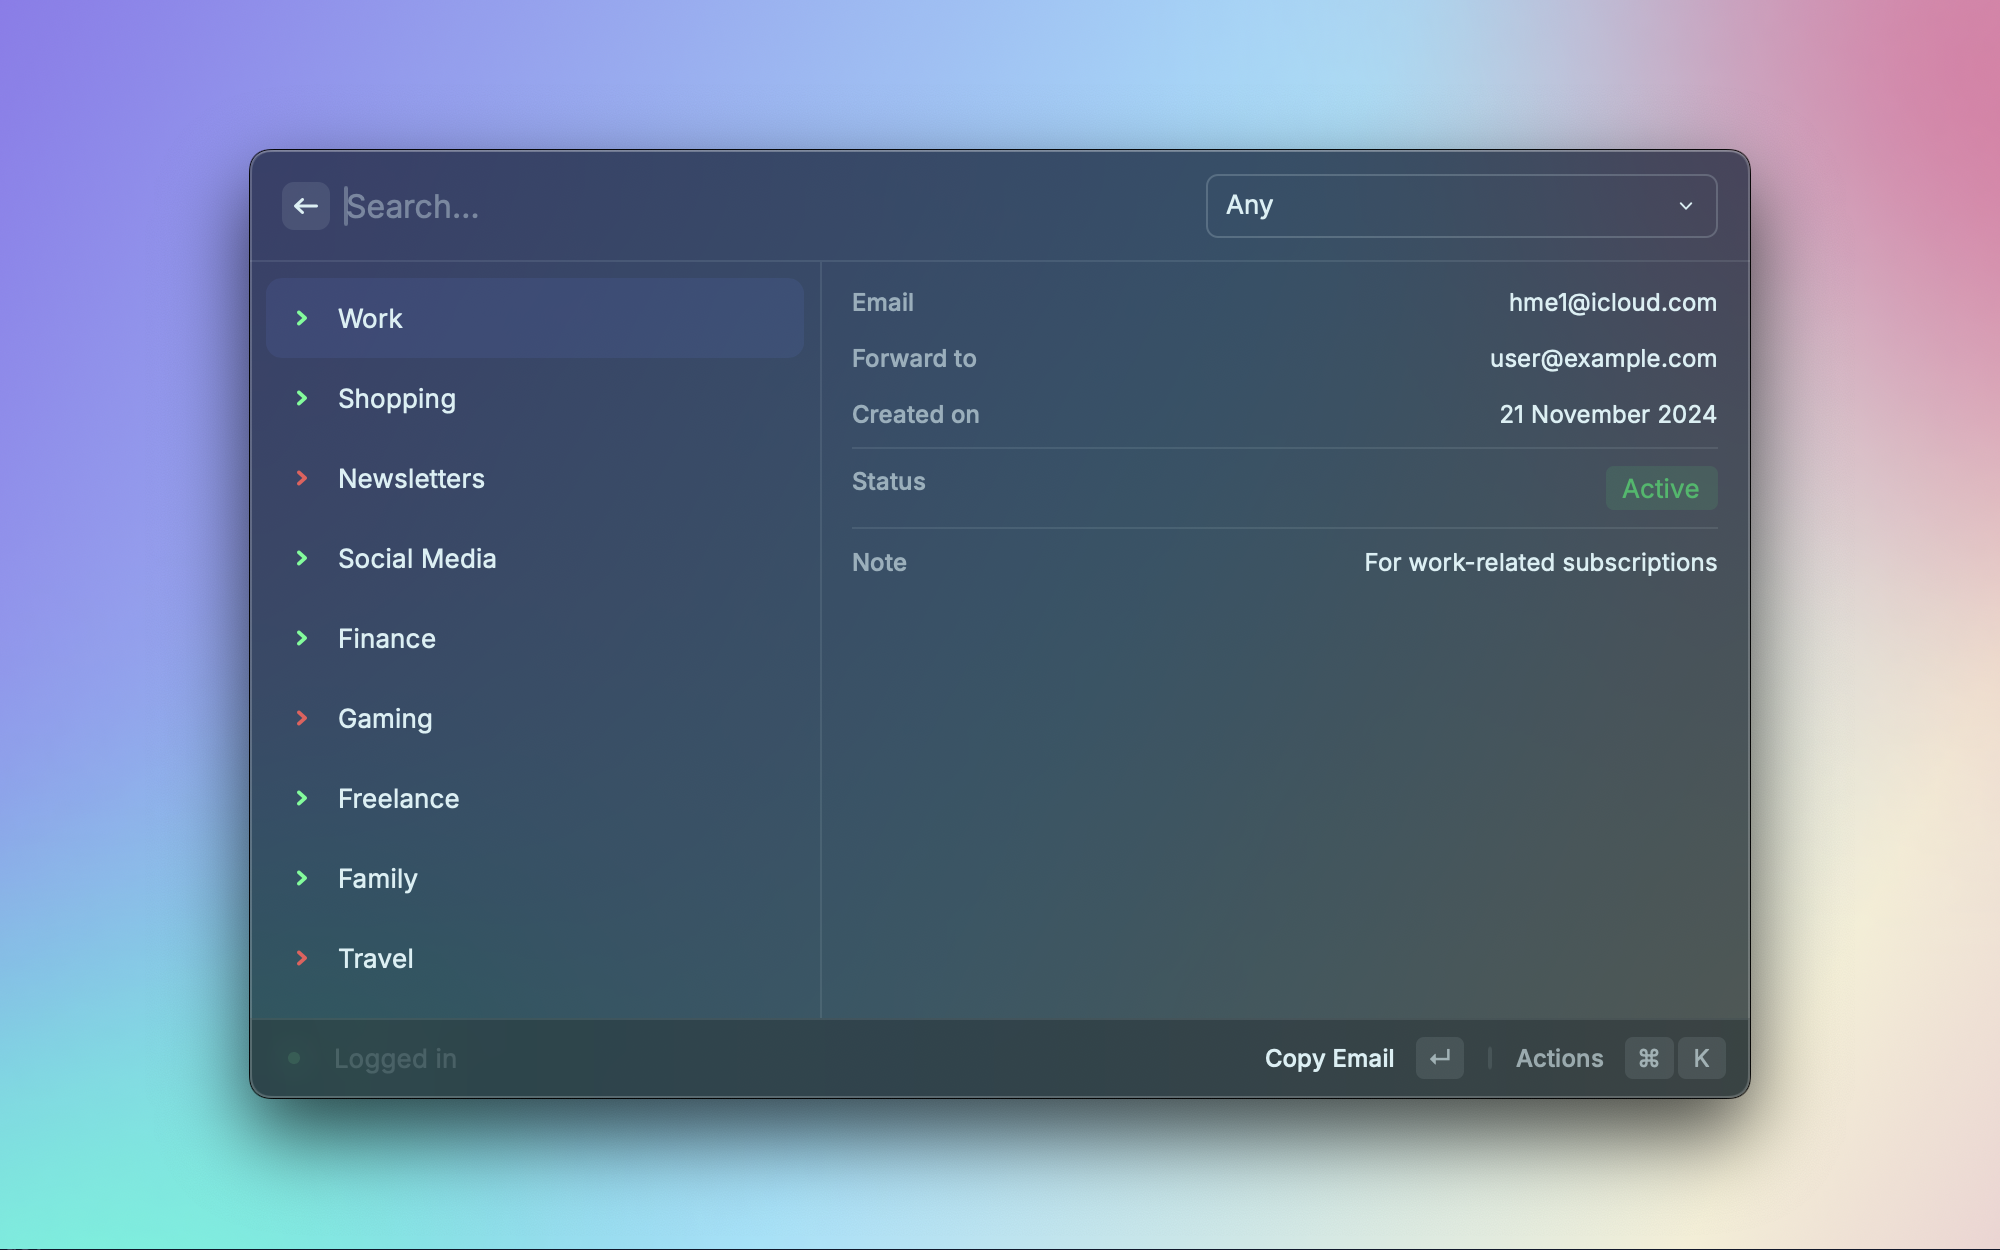 Search...
Any
Work
Shopping
Newsletters
Social Media
Finance
Gaming
Freelance
Family
Travel
Email hme1@icloud.com
Forward to user@example.com
Created on 21 November 2024
Status Active
Note For work-related subscriptions
Logged in
Copy Email ↵ | Actions ⌘ K